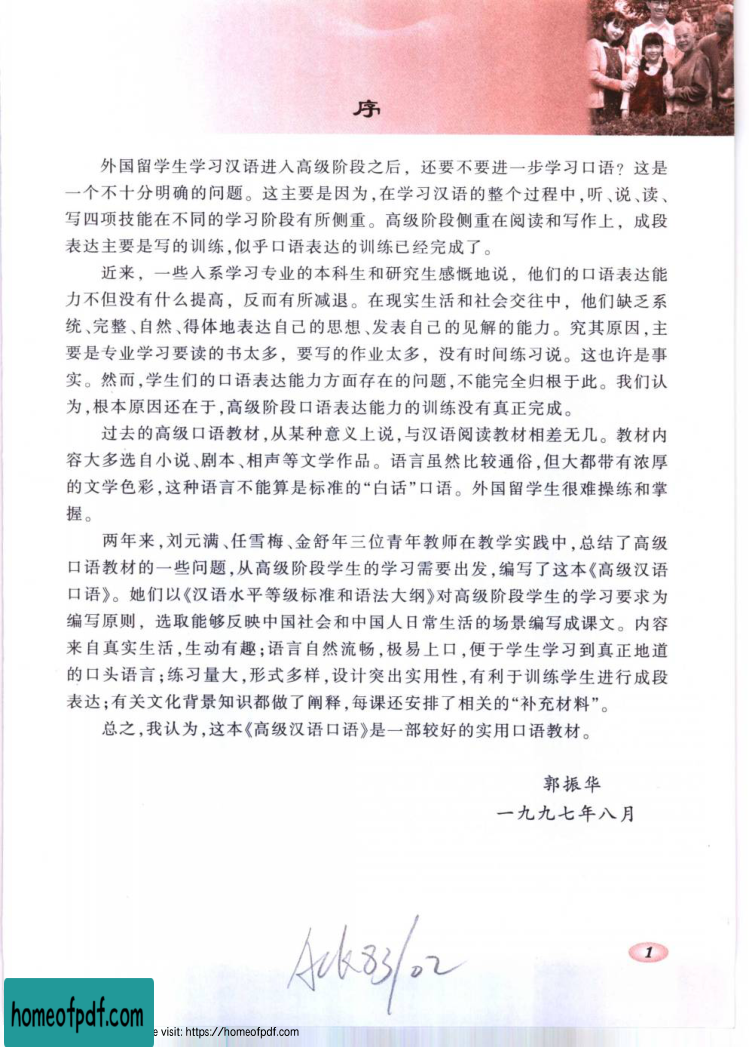 序
外国留学生学习汉语进入高级阶段之后，还要不要进一步学习口语？这是
一个不十分明确的问题。这主要是因为，在学习汉语的整个过程中，听、说、读、
写四项技能在不同的学习阶段有所侧重。高级阶段侧重在阅读和写作上，成段
表达主要是写的训练，似乎口语表达的训练已经完成了。
近来，一些入系学习专业的本科生和研究生感慨地说，他们的口语表达能
力不但没有什么提高，反而有所减退。在现实生活和社会交往中，他们缺乏系
统、完整、自然、得体地表达自己的思想、发表自己的见解的能力。究其原因，主
要是专业学习要读的书太多，要写的作业太多，没有时间练习说。这也许是事
实。然而，学生们的口语表达能力方面存在的问题，不能完全归根于此。我们认
为，根本原因还在于，高级阶段口语表达能力的训练没有真正完成。
过去的高级口语教材，从某种意义上说，与汉语阅读教材相差无几。教材内
容大多选自小说、剧本、相声等文学作品。语言虽然比较通俗，但大都带有浓厚
的文学色彩，这种语言不能算是标准的“白话”口语。外国留学生很难操练和掌
握。
两年来，刘元满、任雪梅、金舒年三位青年教师在教学实践中，总结了高级
口语教材的一些问题，从高级阶段学生的学习需要出发，编写了这本《高级汉语
口语》。她们以《汉语水平等级标准和语法大纲》对高级阶段学生的学习要求为
编写原则，选取能够反映中国社会和中国人日常生活的场景编写成课文。内容
来自真实生活，生动有趣；语言自然流畅，极易上口，便于学生学习到真正地道
的口头语言；练习量大，形式多样，设计突出实用性，有利于训练学生进行成段
表达；有关文化背景知识都做了阐释，每课还安排了相关的“补充材料”。
总之，我认为，这本《高级汉语口语》是一部较好的实用口语教材。
郭振华
一九九七年八月
1
homeofpdf.com
e visit: https://homeofpdf.com